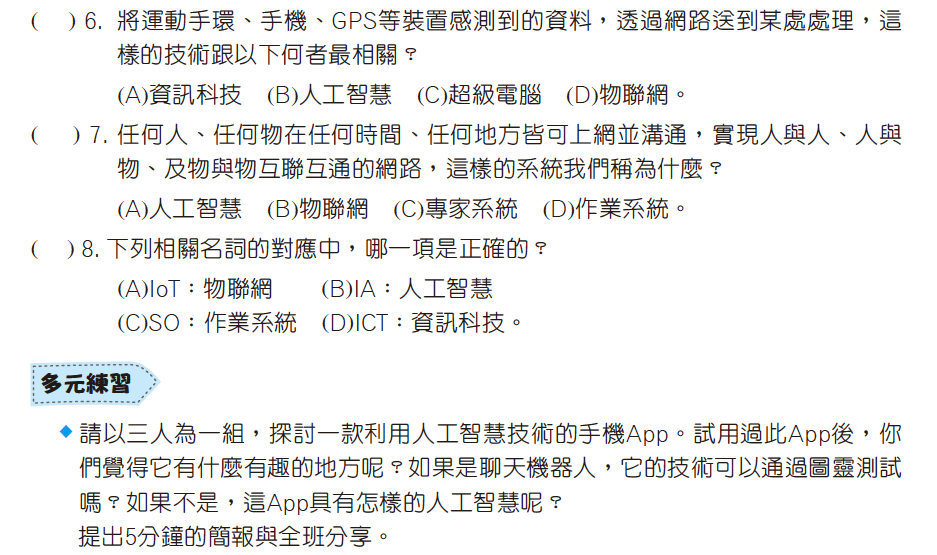 (　) 6. 將運動手環、手機、GPS等裝置感測到的資料，透過網路送到某處處理，這
樣的技術跟以下何者最相關？
(A)資訊科技　(B)人工智慧　(C)超級電腦　(D)物聯網。
(　) 7. 任何人、任何物在任何時間、任何地方皆可上網並溝通，實現人與人、人與
物、及物與物互聯互通的網路，這樣的系統我們稱為什麼？
(A)人工智慧　(B)物聯網　(C)專家系統　(D)作業系統。
(　) 8. 下列相關名詞的對應中，哪一項是正確的？
(A)IoT：物聯網　(B)IA：人工智慧
(C)SO：作業系統　(D)ICT：資訊科技。
多元練習
◆請以三人為一組，探討一款利用人工智慧技術的手機App。試用過此App後，你
們覺得它有什麼有趣的地方呢？如果是聊天機器人，它的技術可以通過圖靈測試
嗎？如果不是，這App具有怎樣的人工智慧呢？
提出5分鐘的簡報與全班分享。